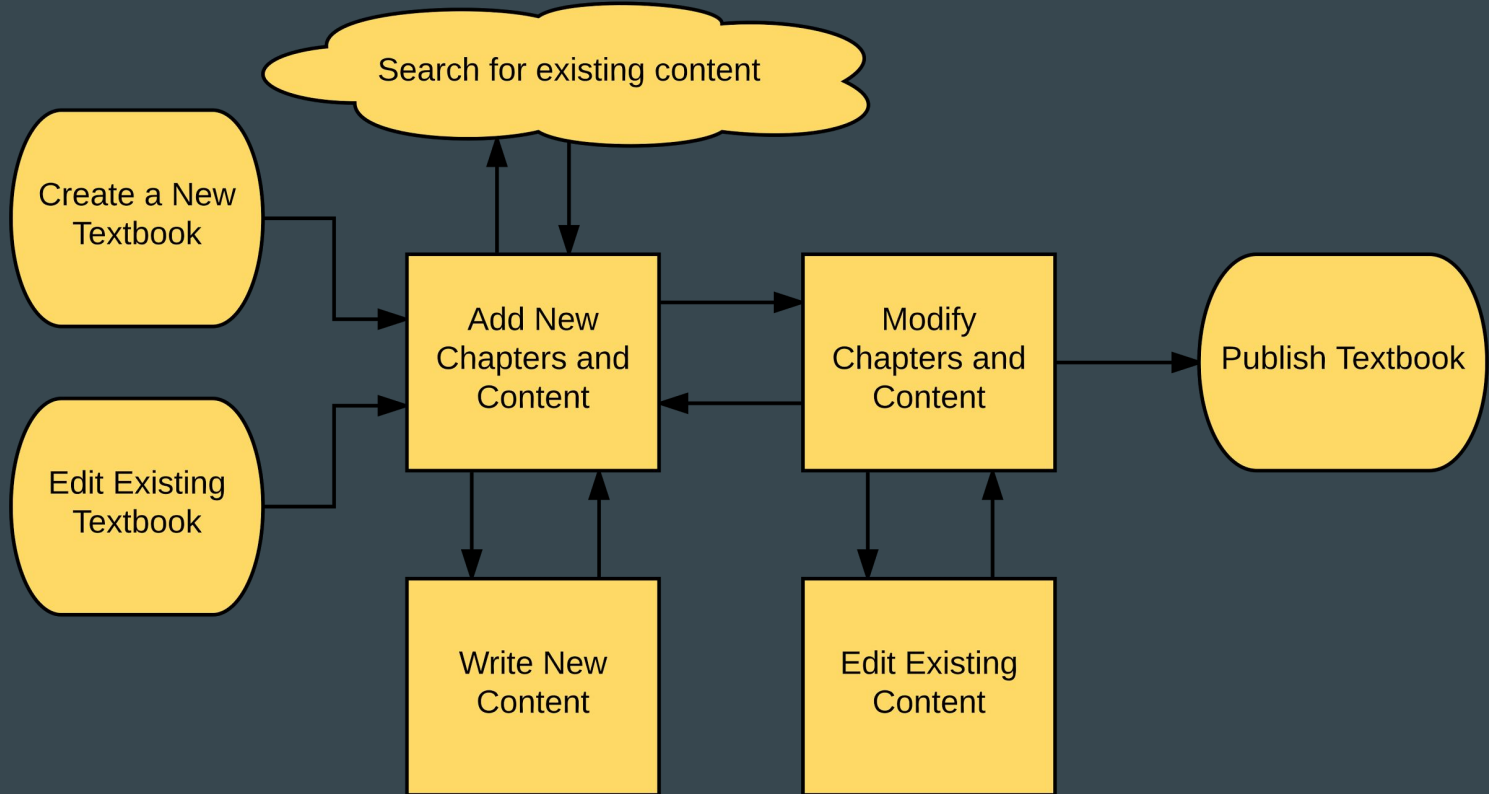 Search for existing content
Create a New
Textbook
Add New
Chapters and
Content
Modify
Chapters and
Content
Publish Textbook
Edit Existing
Textbook
Write New
Content
Edit Existing
Content